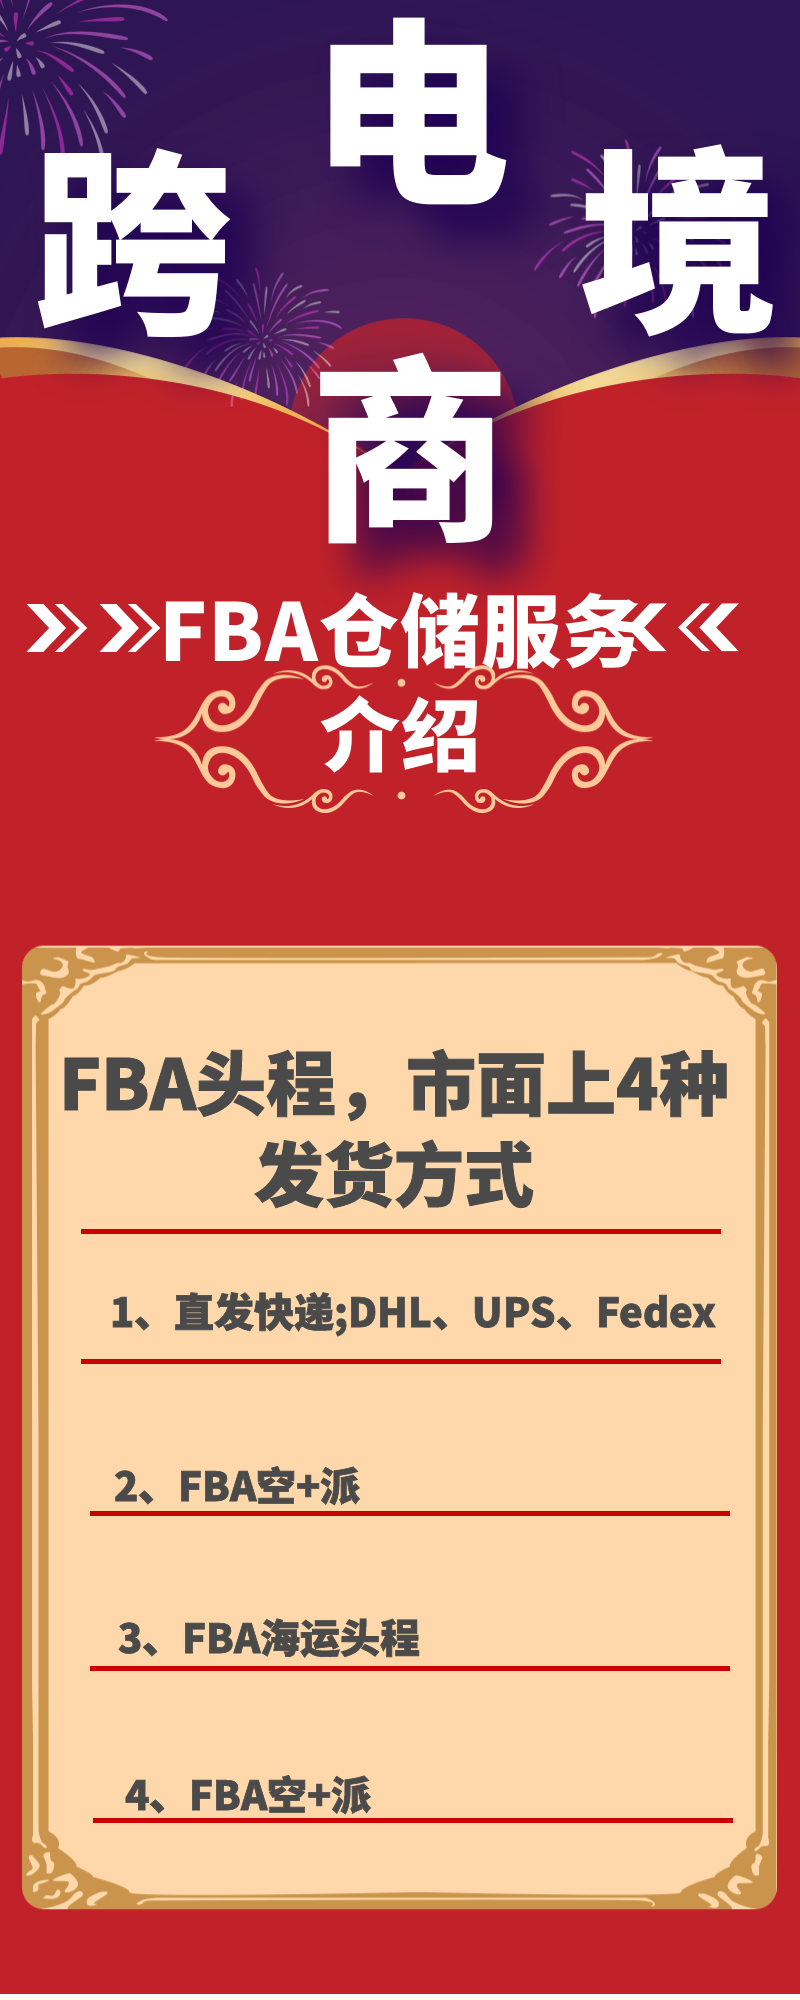 跨境电商
FBA仓储服务
介绍
FBA头程，市面上4种
发货方式
1、直发快递;DHL、UPS、Fedex
2、FBA空+派
3、FBA海运头程
4、FBA空+派